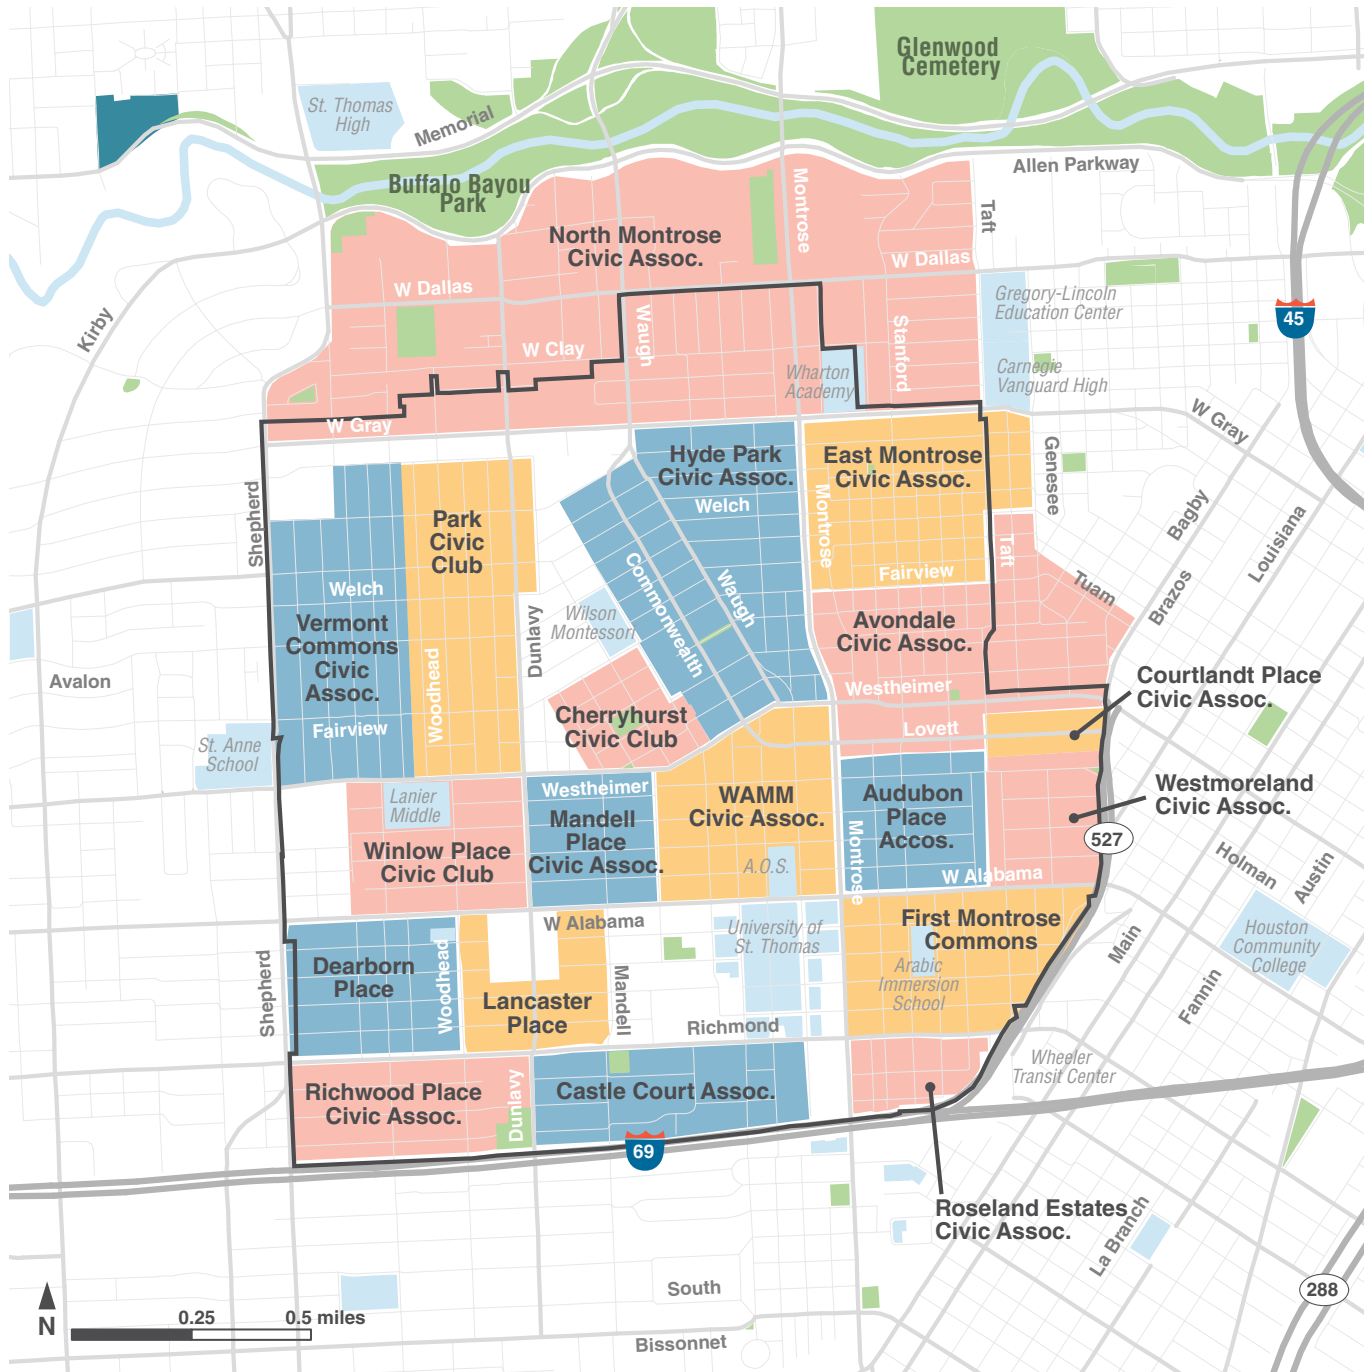 Glenwood
Cemetery
St. Thomas
High
Memorial
Allen Parkway
Buffalo Bayou
Park
Montrose
Taft
North Montrose
Civic Assoc.
W Dallas
W Dallas
Gregory-Lincoln
Education Center
Kirby
45
Waugh
Stanford
W Clay
Wharton
Academy
Carnegie
Vanguard High
W Gray
W Gray
Hyde Park
Civic Assoc.
East Montrose
Civic Assoc.
Genesee
Shepherd
Park
Civic
Club
Welch
Montrose
Bagby
Louisiana
Taft
Fairview
Tuam
Brazos
Welch
Commonwealth
Waugh
Wilson
Montessori
Dunlavy
Vermont
Commons
Civic
Assoc.
Avondale
Civic Assoc.
Woodhead
Avalon
Westheimer
Courtlandt Place
Civic Assoc.
Cherryhurst
Civic Club
Fairview
Lovett
St. Anne
School
Westheimer
Lanier
Middle
Mandell
Place
Civic Assoc.
WAMM
Civic Assoc.
Audubon
Place
Accos.
Westmoreland
Civic Assoc.
527
Montrose
Winlow Place
Civic Club
A.O.S.
W Alabama
Holman
Austin
W Alabama
First Montrose
Commons
University of
St. Thomas
Houston
Community
College
Main
Dearborn
Place
Woodhead
Shepherd
Arabic
Immersion
School
Fannin
Lancaster
Place
Mandell
Richmond
Wheeler
Transit Center
Richwood Place
Civic Assoc.
Dunlavy
Castle Court Assoc.
69
Roseland Estates
Civic Assoc.
La Branch
South
288
N
0.25
0.5 miles
Bissonnet